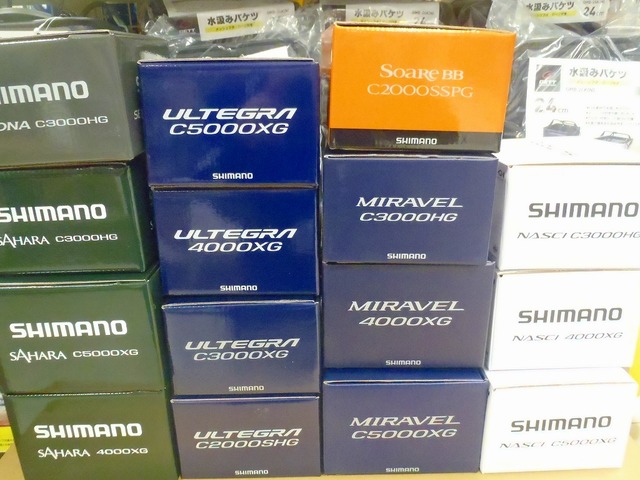 水汲みバケツ
24
水汲みバケツ
24cm
水汲みバケツ
24cm
SHIMANO
C3000HG
SHIMANO
SAHARA C3000HG
SHIMANO
SAHARA C5000XG
SHIMANO
SAHARA 4000XG
ULTEGRA
C5000XG
SHIMANO
ULTEGRA
4000XG
SHIMANO
ULTEGRA
C3000XG
SHIMANO
ULTEGRA
C2000SHG
SHIMANO
SOARE BB
C2000SSPG
SHIMANO
MIRAVEL
C3000HG
SHIMANO
MIRAVEL
4000XG
SHIMANO
MIRAVEL
C5000XG
SHIMANO
SHIMANO
NASCI C3000HG
SHIMANO
NASCI 4000XG
SHIMANO
NASCI C5000XG